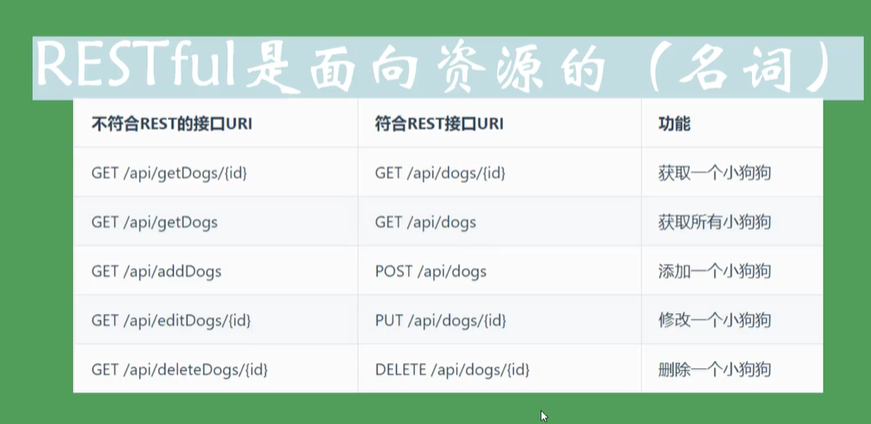 RESTful是面向资源的（名词）
不符合REST的接口URI 符合REST接口URI 功能
GET /api/getDogs/{id} GET /api/dogs/{id} 获取一个小狗狗
GET /api/getDogs GET /api/dogs 获取所有小狗狗
GET /api/addDogs POST /api/dogs 添加一个小狗狗
GET /api/editDogs/{id} PUT /api/dogs/{id} 修改一个小狗狗
GET /api/deleteDogs/{id} DELETE /api/dogs/{id} 删除一个小狗狗